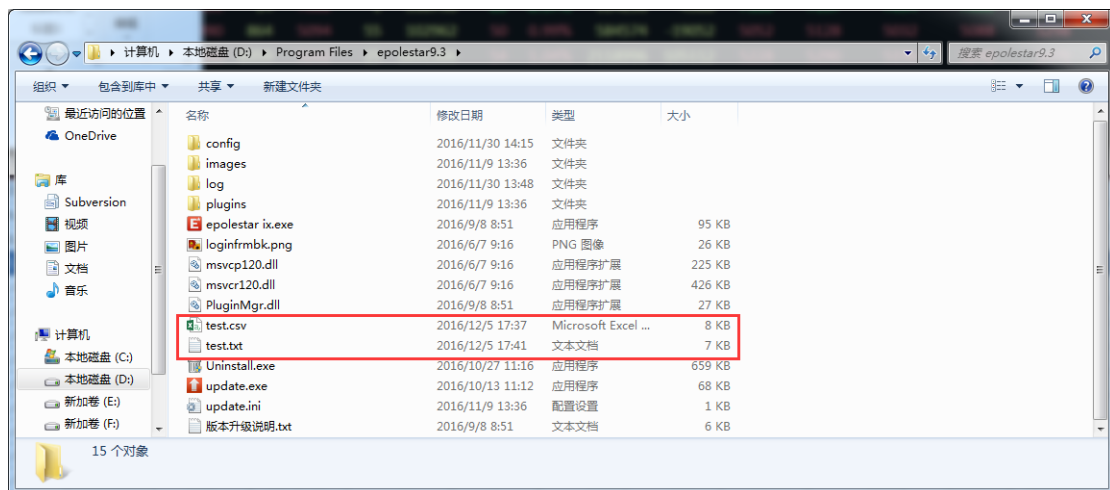 计算机 本地磁盘 (D:) Program Files epolestar9.3
搜索 epolestar9.3
组织 包含到库中 共享 新建文件夹
最近访问的位置
OneDrive
库
Subversion
视频
图片
文档
音乐
计算机
本地磁盘 (C:)
本地磁盘 (D:)
新加卷 (E:)
新加卷 (F:)
名称 修改日期 类型 大小
config 2016/11/30 14:15 文件夹
images 2016/11/9 13:36 文件夹
log 2016/11/30 13:48 文件夹
plugins 2016/11/9 13:36 文件夹
epolestar ix.exe 2016/9/8 8:51 应用程序 95 KB
loginfrmbk.png 2016/6/7 9:16 PNG 图像 26 KB
msvcp120.dll 2016/6/7 9:16 应用程序扩展 225 KB
msvcr120.dll 2016/6/7 9:16 应用程序扩展 426 KB
PluginMgr.dll 2016/9/8 8:51 应用程序扩展 27 KB
test.csv 2016/12/5 17:37 Microsoft Excel ... 8 KB
test.txt 2016/12/5 17:41 文本文档 7 KB
Uninstall.exe 2016/10/27 11:16 应用程序 659 KB
update.exe 2016/10/13 11:12 应用程序 68 KB
update.ini 2016/11/9 13:36 配置设置 1 KB
版本升级说明.txt 2016/9/8 8:51 文本文档 6 KB
15 个对象